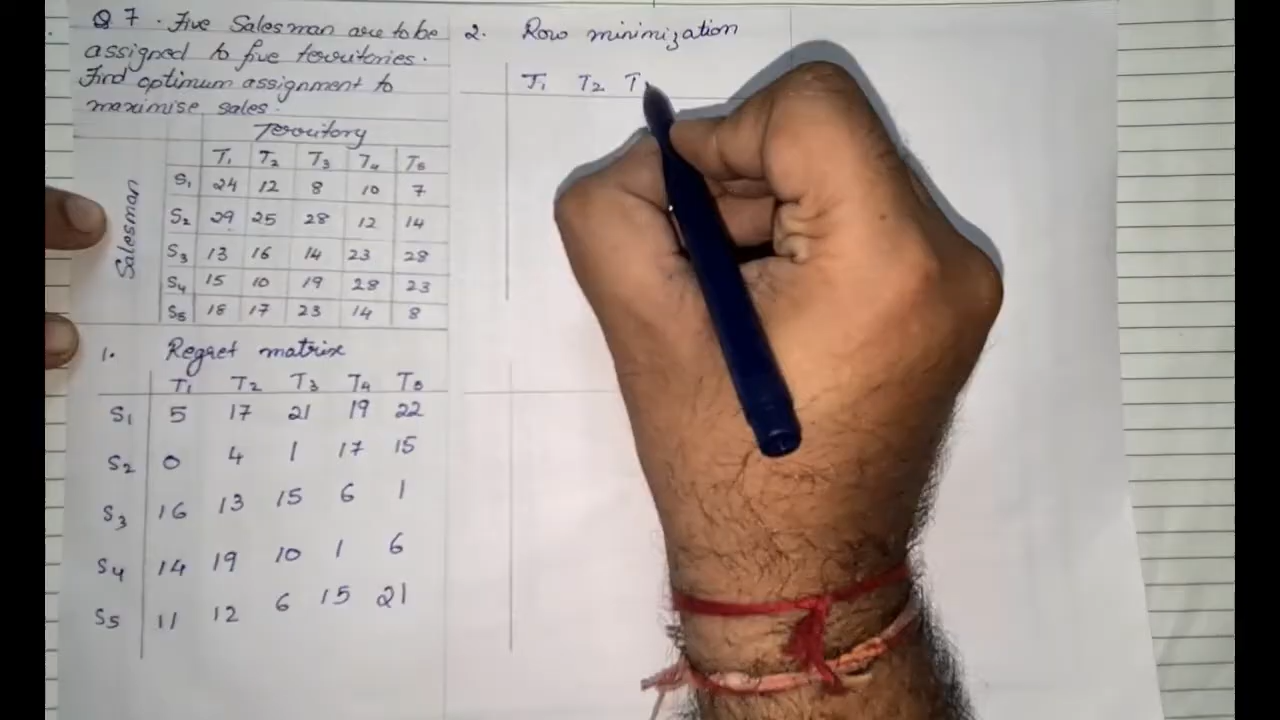 Q 7. Five Salesman are to be
assigned to five territories.
Find optimum assignment to
maximise sales.
Territory
Salesman
T1 T2 T3 T4 T5
S1 24 12 8 10 7
S2 29 25 28 12 14
S3 13 16 14 23 28
S4 15 10 19 28 23
S5 18 17 23 14 8
1. Regret matrix
T1 T2 T3 T4 T5
S1 5 17 21 19 22
S2 0 4 1 17 15
S3 16 13 15 6 1
S4 14 19 10 1 6
S5 11 12 6 15 21
2. Row minimization
T1 T2 T